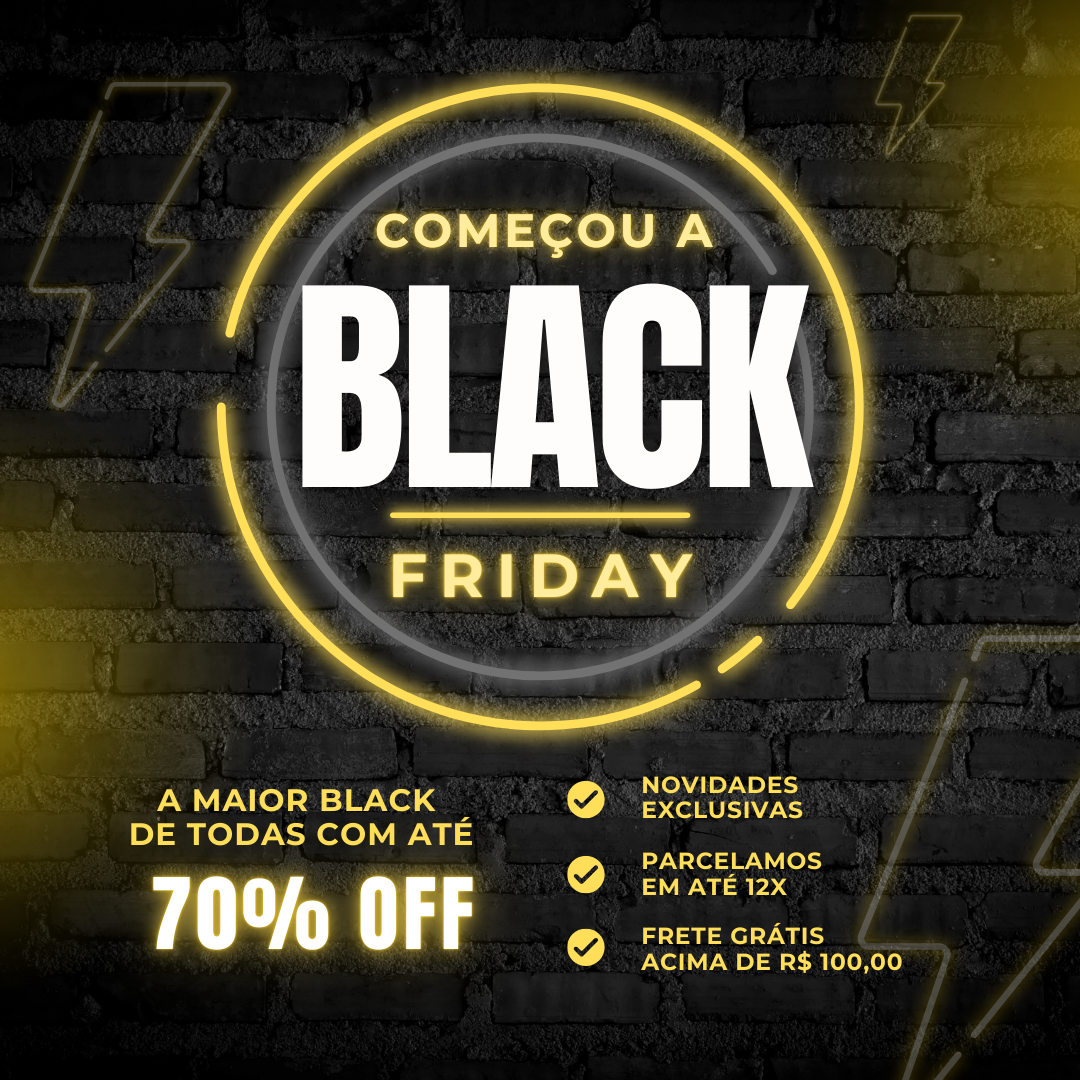 COMEÇOU A
BLACK
FRIDAY
A MAIOR BLACK
DE TODAS COM ATÉ
70% OFF
NOVIDADES
EXCLUSIVAS
PARCELAMOS
EM ATÉ 12X
FRETE GRÁTIS
ACIMA DE R$ 100,00